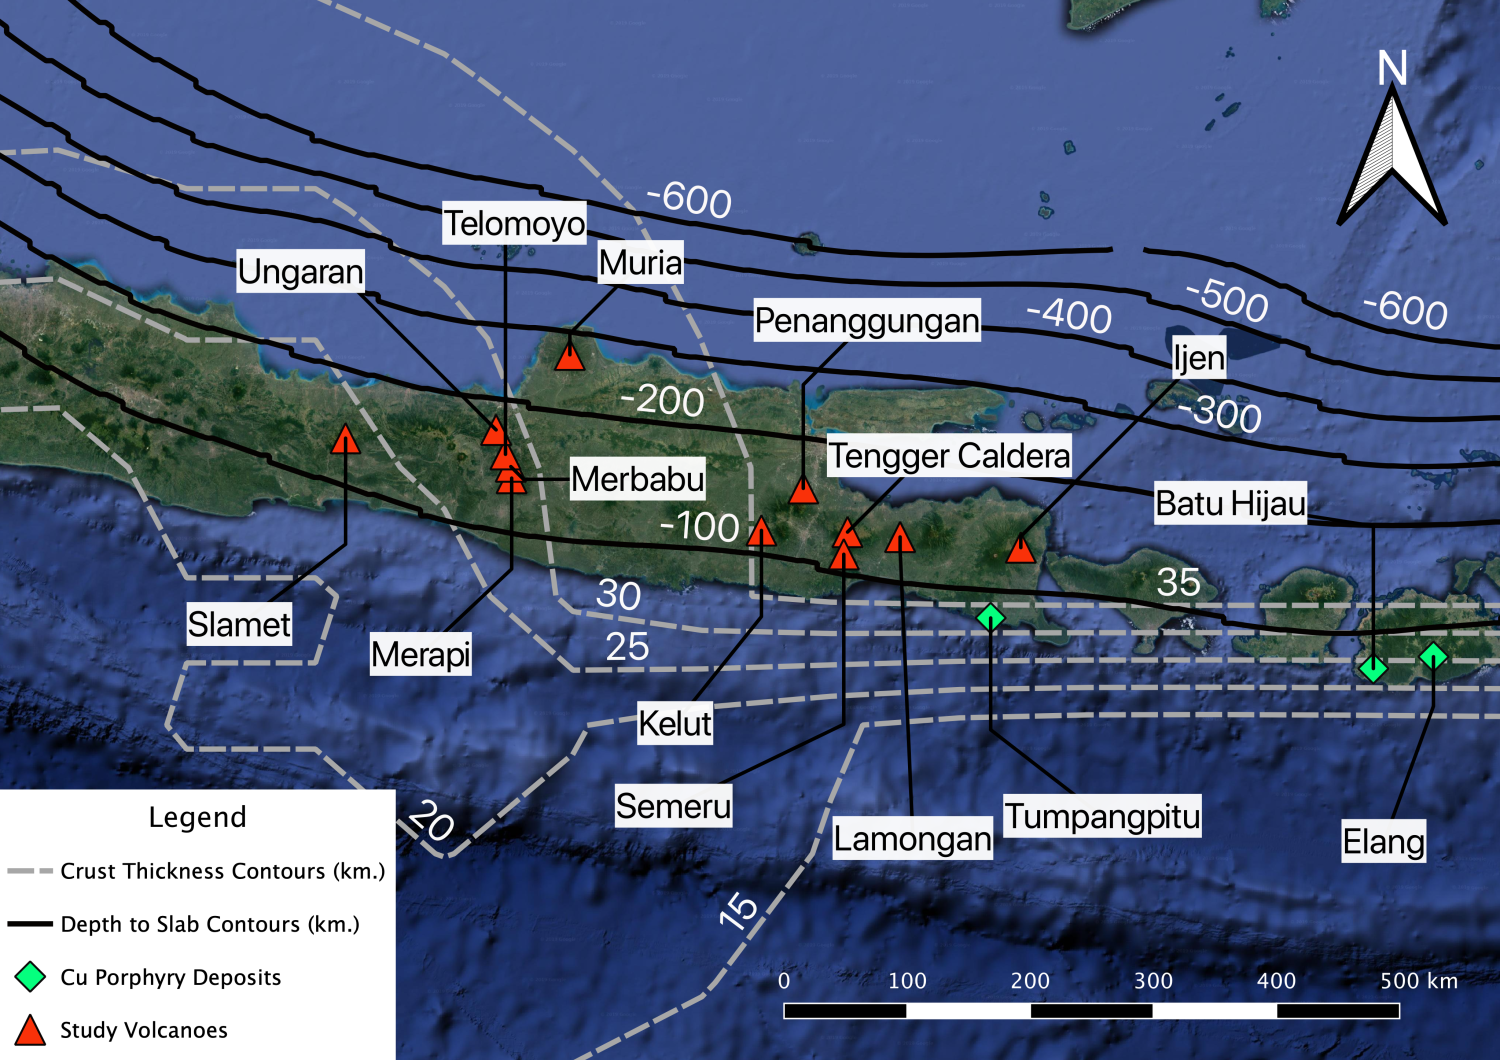 N
-600
Telomoyo
Muria
Ungaran
-500
-600
-400
Penanggungan
Ijen
-200
-300
Tengger Caldera
Merbabu
Batu Hijau
-100
35
30
25
Slamet
Merapi
Kelut
Semeru
Lamongan
Tumpangpitu
Elang
20
15
Legend
Crust Thickness Contours (km.)
Depth to Slab Contours (km.)
Cu Porphyry Deposits
Study Volcanoes
0 100 200 300 400 500 km